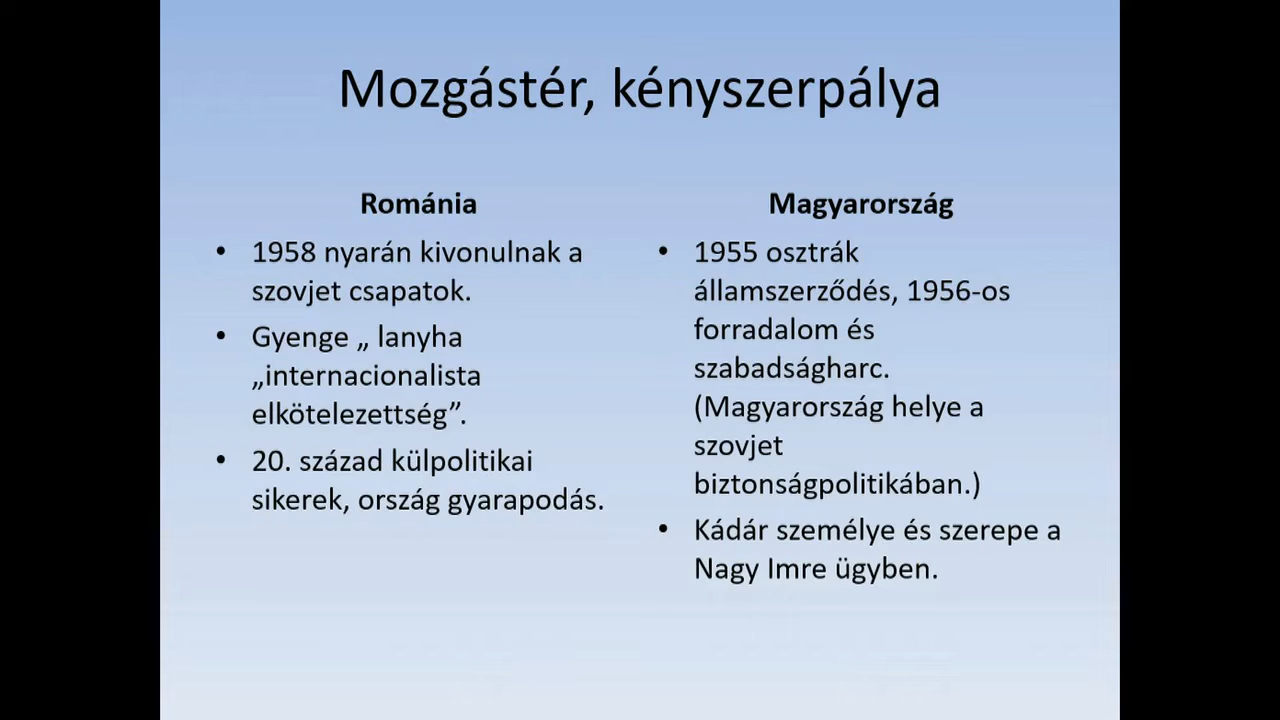 Mozgástér, kényszerpálya
Románia
• 1958 nyarán kivonulnak a
szovjet csapatok.
• Gyenge „ lanyha
„internacionalista
elkötelezettség”.
• 20. század külpolitikai
sikerek, ország gyarapodás.
Magyarország
• 1955 osztrák
államszerződés, 1956-os
forradalom és
szabadságharc.
(Magyarország helye a
szovjet
biztonságpolitikában.)
• Kádár személye és szerepe a
Nagy Imre ügyben.